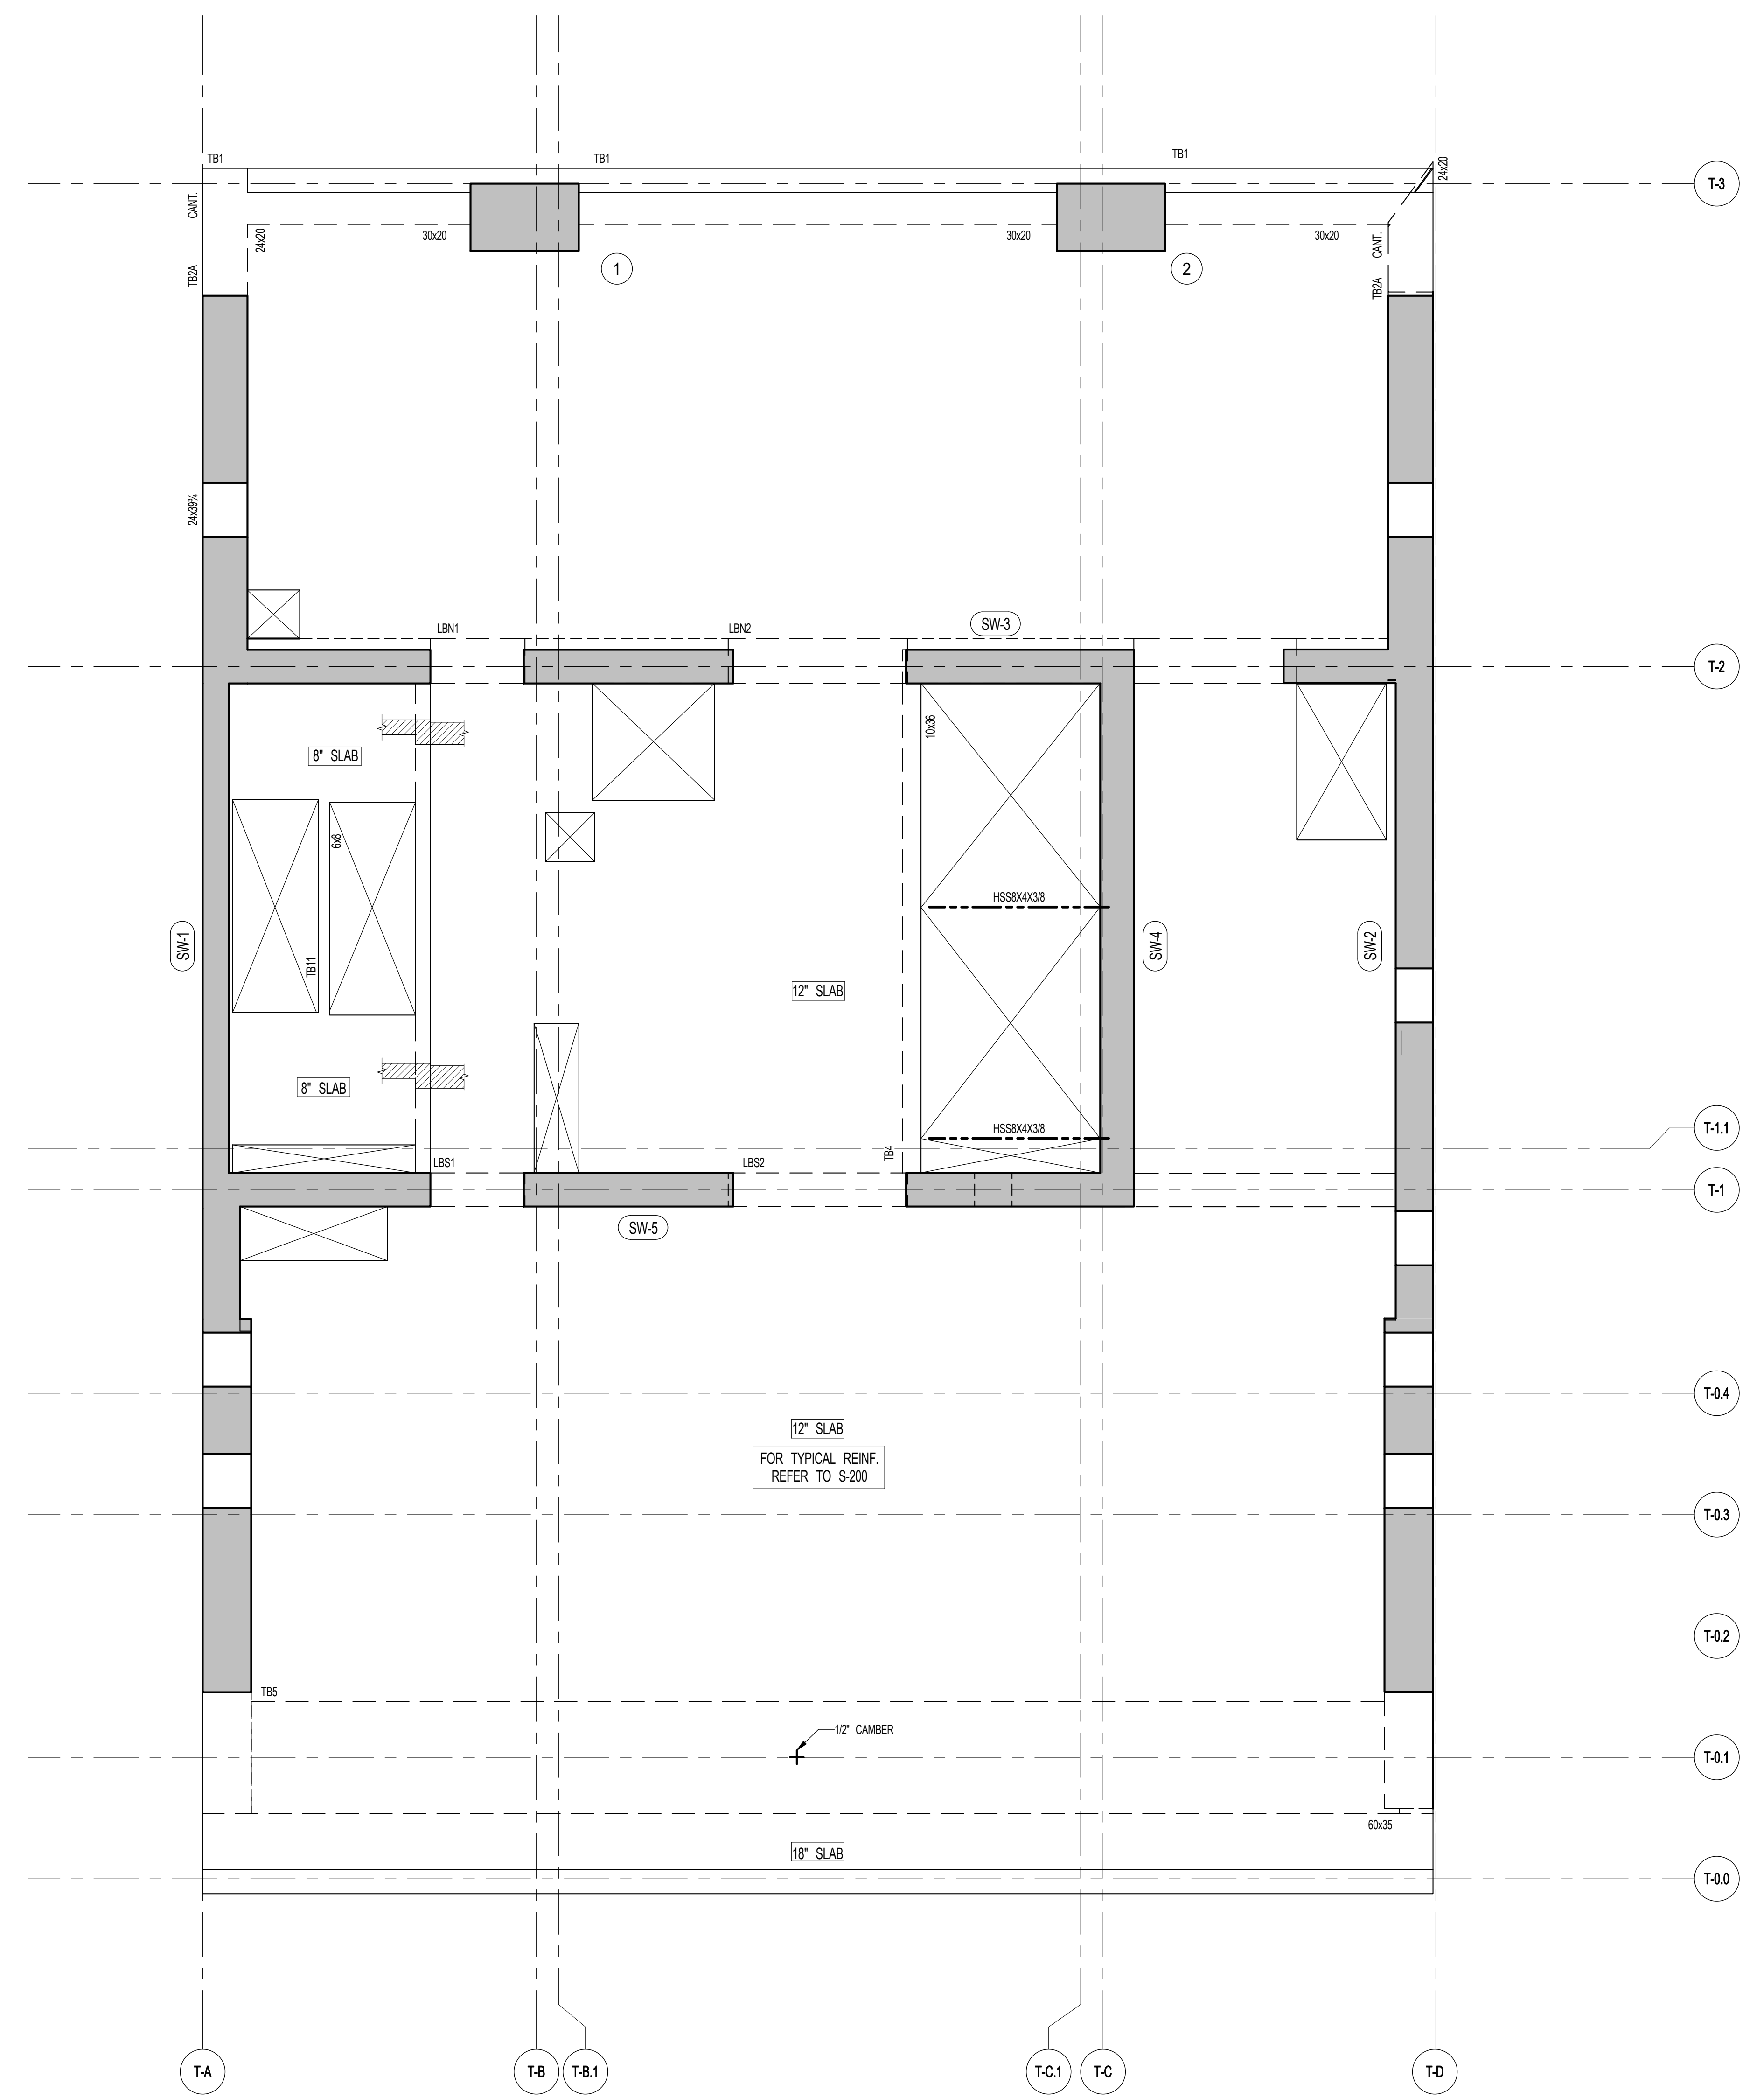 TB1
TB1
TB1
24x20
T-3
CANT.
24x20
30x20
30x20
30x20
CANT.
TB2A
1
2
TB2A
24x39¾
LBN1
LBN2
SW-3
T-2
10x36
8" SLAB
6x8
HSS8X4X3/8
SW-1
TB11
SW-4
SW-2
12" SLAB
8" SLAB
HSS8X4X3/8
T-1.1
LBS1
LBS2
TB4
T-1
SW-5
T-0.4
12" SLAB
FOR TYPICAL REINF.
REFER TO S-200
T-0.3
T-0.2
TB5
1/2" CAMBER
T-0.1
60x35
18" SLAB
T-0.0
T-A
T-B
T-B.1
T-C.1
T-C
T-D